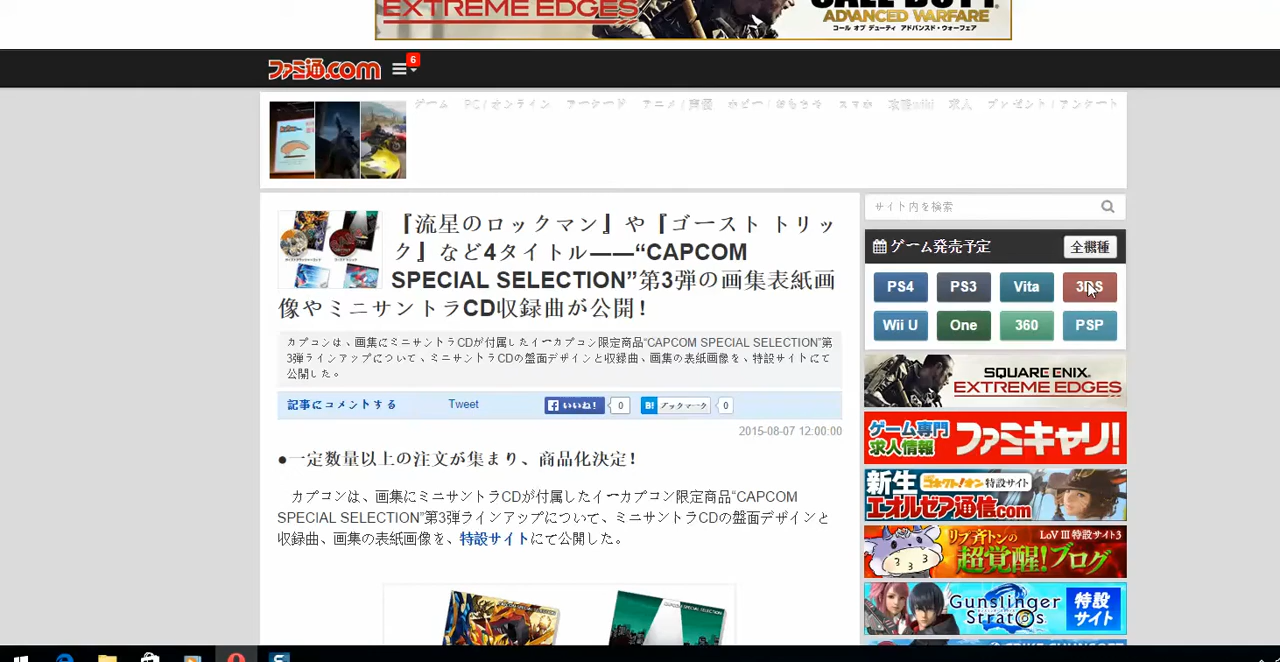 EXTREME EDGES
CALL OF DUTY
ADVANCED WARFARE
コール オブ デューティ アドバンスド・ウォーフェア
ファミ通.com
6
ゲーム PC / オンライン アーケード アニメ / 声優 ホビー / おもちゃ スマホ 攻略wiki 求人 プレゼント / アンケート
サイト内を検索
『流星のロックマン』や『ゴースト トリッ
ク』など4タイトル——“CAPCOM
SPECIAL SELECTION”第3弾の画集表紙画
像やミニサントラCD収録曲が公開！
ゲーム発売予定 全機種
PS4 PS3 Vita 3DS
Wii U One 360 PSP
カプコンは、画集にミニサントラCDが付属したイーカプコン限定商品“CAPCOM SPECIAL SELECTION”第
3弾ラインアップについて、ミニサントラCDの盤面デザインと収録曲、画集の表紙画像を、特設サイトにて
公開した。
記事にコメントする Tweet いいね！ 0 B! ブックマーク 0
2015-08-07 12:00:00
●一定数量以上の注文が集まり、商品化決定！
カプコンは、画集にミニサントラCDが付属したイーカプコン限定商品“CAPCOM
SPECIAL SELECTION”第3弾ラインアップについて、ミニサントラCDの盤面デザインと
収録曲、画集の表紙画像を、特設サイトにて公開した。
SQUARE ENIX
EXTREME EDGES
ゲーム専門
求人情報
ファミキャリ！
新生
コネクト！オン 特設サイト
エオルゼア通信.com
リブ斉トンの
LoV III 特設サイト3
超覚醒！ブログ
Gunslinger
Stratos
特設
サイト